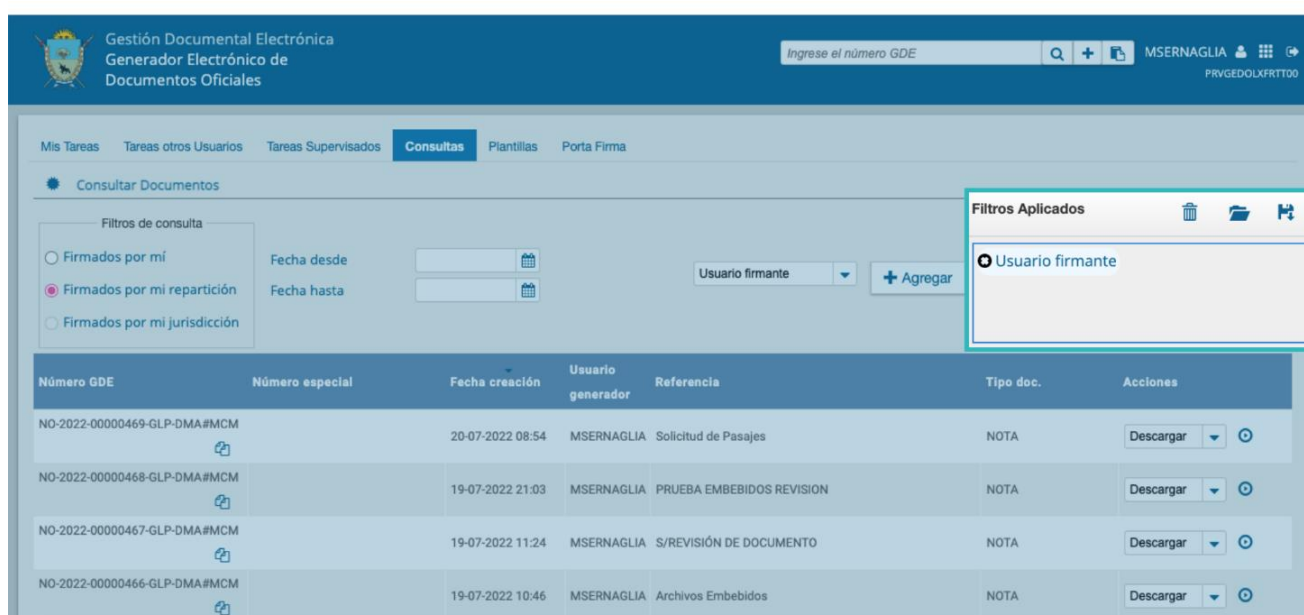 Gestión Documental Electrónica
Generador Electrónico de
Documentos Oficiales
Ingrese el número GDE
MSERNAGLIA
PRVGEDOLXFRTT00
Mis Tareas Tareas otros Usuarios Tareas Supervisados Consultas Plantillas Porta Firma
Consultar Documentos
Filtros de consulta
Firmados por mí
Firmados por mi repartición
Firmados por mi jurisdicción
Fecha desde
Fecha hasta
Usuario firmante
Agregar
Filtros Aplicados
Usuario firmante
Número GDE Número especial Fecha creación Usuario generador Referencia Tipo doc. Acciones
NO-2022-00000469-GLP-DMA#MCM 20-07-2022 08:54 MSERNAGLIA Solicitud de Pasajes NOTA Descargar
NO-2022-00000468-GLP-DMA#MCM 19-07-2022 21:03 MSERNAGLIA PRUEBA EMBEBIDOS REVISION NOTA Descargar
NO-2022-00000467-GLP-DMA#MCM 19-07-2022 11:24 MSERNAGLIA S/REVISIÓN DE DOCUMENTO NOTA Descargar
NO-2022-00000466-GLP-DMA#MCM 19-07-2022 10:46 MSERNAGLIA Archivos Embebidos NOTA Descargar